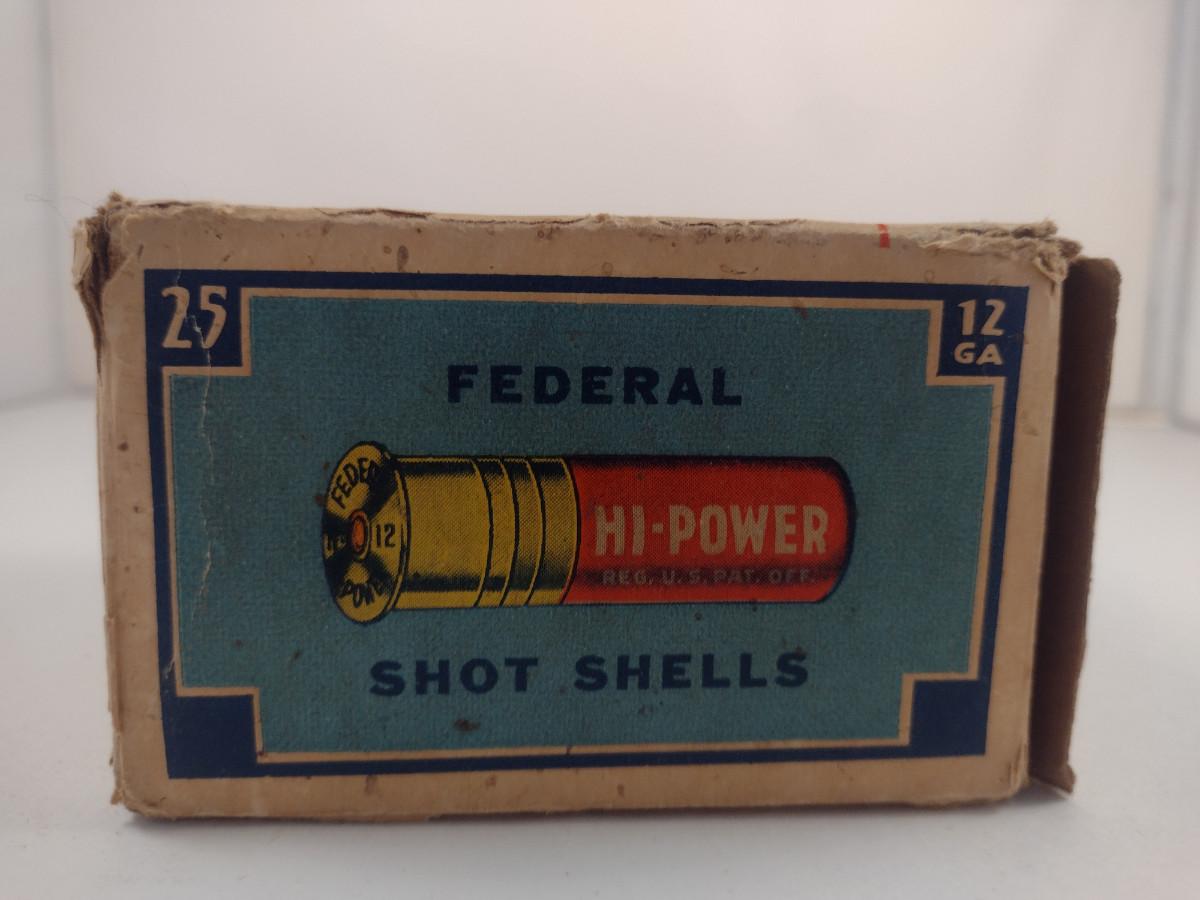 25
12
GA
FEDERAL
12
HI-POWER
REG. U. S. PAT. OFF.
SHOT SHELLS